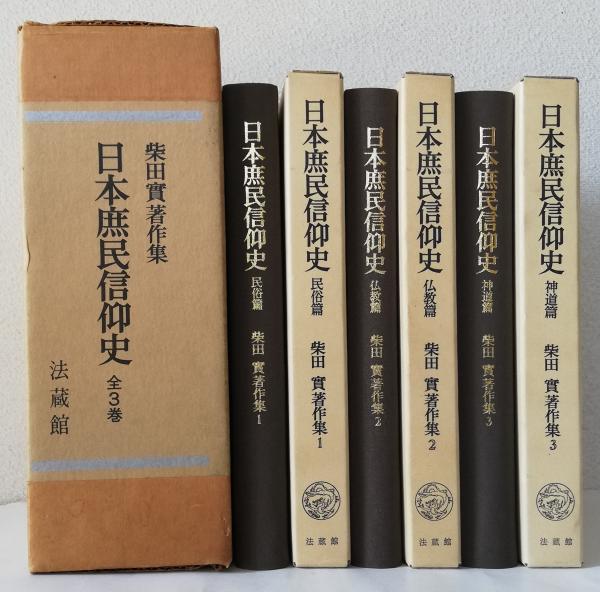 柴田實著作集
日本庶民信仰史 全3巻
法蔵館
日本庶民信仰史 民俗篇 柴田 實著作集 1
日本庶民信仰史 民俗篇 柴田 實著作集 1
法蔵館
日本庶民信仰史 仏教篇 柴田 實著作集 2
日本庶民信仰史 仏教篇 柴田 實著作集 2
法蔵館
日本庶民信仰史 神道篇 柴田 實著作集 3
日本庶民信仰史 神道篇 柴田 實著作集 3
法蔵館